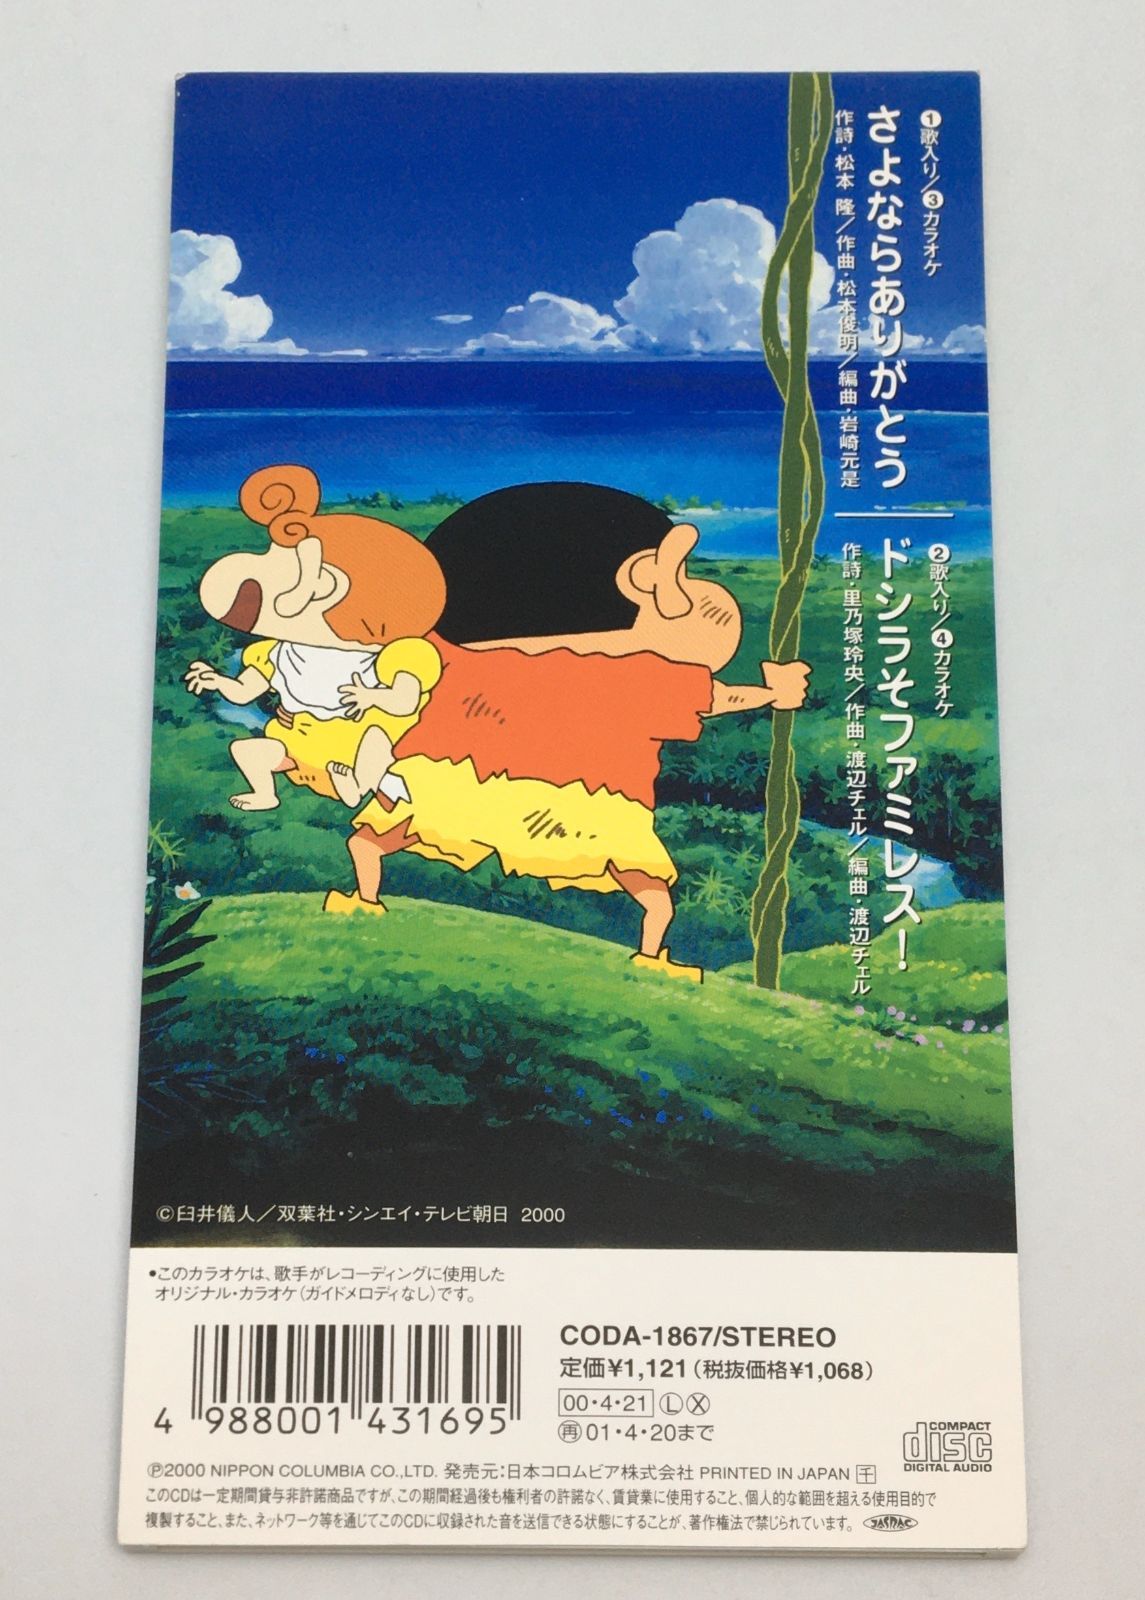 ❶歌入り/❸カラオケ
さよならありがとう
作詩・松本 隆/作曲・松本俊明/編曲・岩崎元是
❷歌入り/❹カラオケ
ドシラそファミレス!
作詩・里乃塚玲央/作曲・渡辺チェル/編曲・渡辺チェル
©臼井儀人/双葉社・シンエイ・テレビ朝日 2000
•このカラオケは、歌手がレコーディングに使用した
オリジナル・カラオケ(ガイドメロディなし)です。
4 988001 431695
CODA-1867/STEREO
定価¥1,121(税抜価格¥1,068)
00・4・21 Ⓛ Ⓧ
㊢01・4・20まで
COMPACT
disc
DIGITAL AUDIO
℗2000 NIPPON COLUMBIA CO.,LTD. 発売元:日本コロムビア株式会社 PRINTED IN JAPAN 千
このCDは一定期間貸与非許諾商品ですが、この期間経過後も権利者の許諾なく、賃貸業に使用すること、個人的な範囲を超える使用目的で
複製すること、また、ネットワーク等を通じてこのCDに収録された音を送信できる状態にすることが、著作権法で禁じられています。 JASRAC